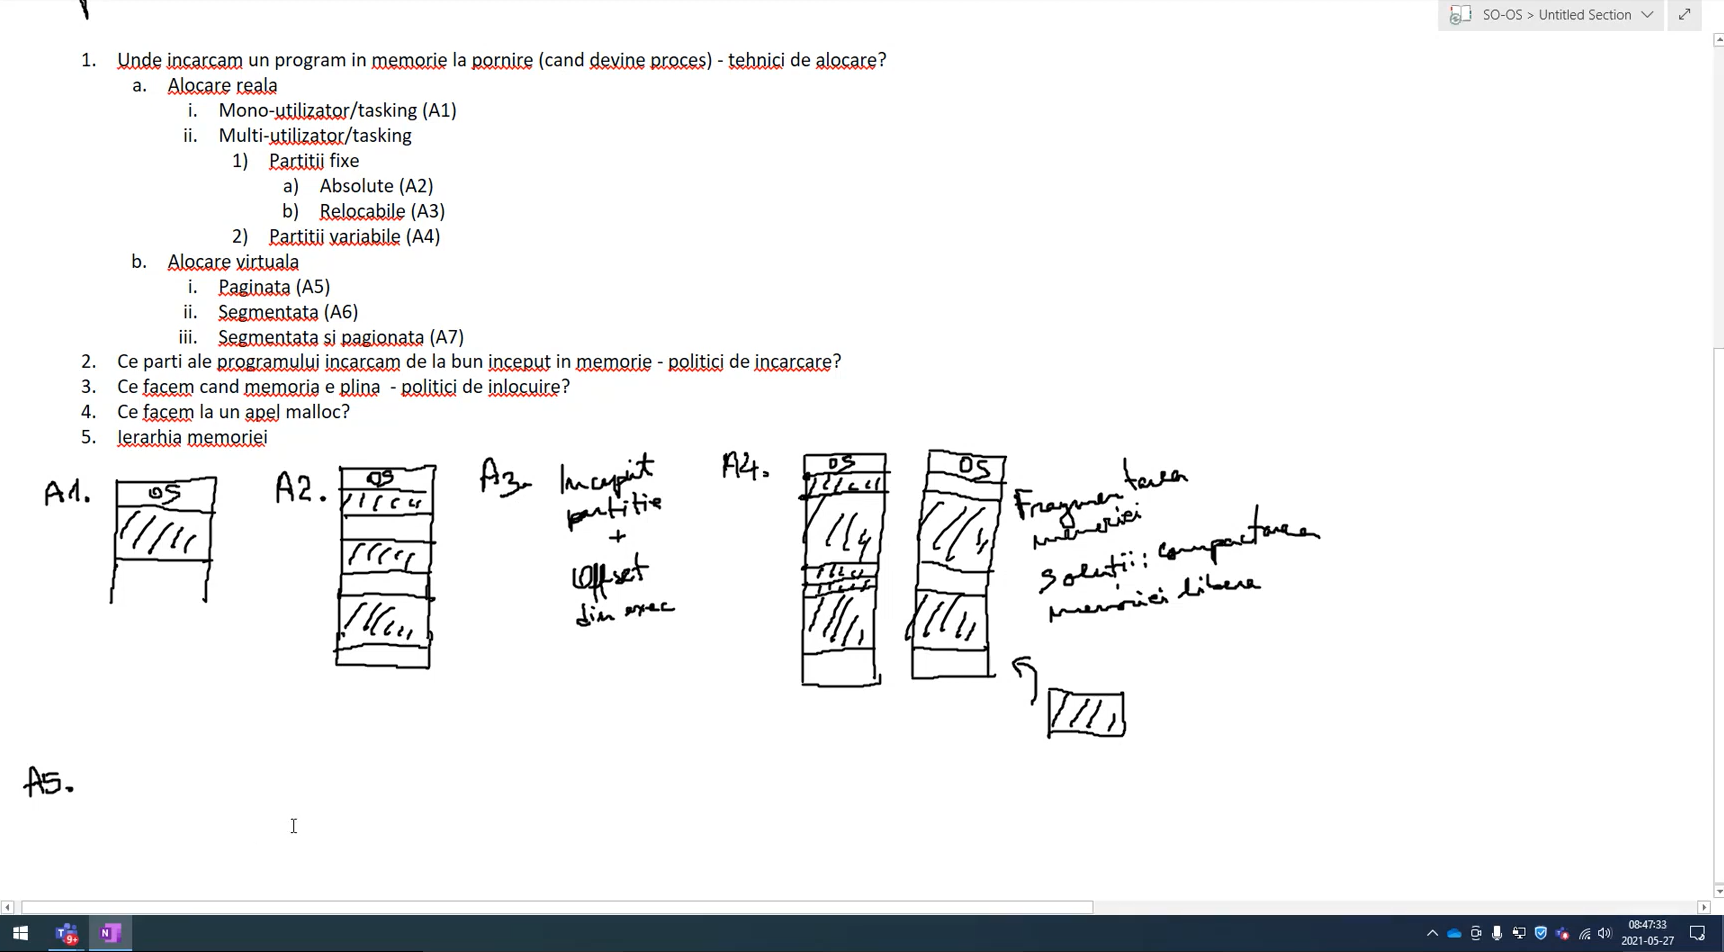 SO-OS > Untitled Section
1. Unde incarcam un program in memorie la pornire (cand devine proces) - tehnici de alocare?
a. Alocare reala
i. Mono-utilizator/tasking (A1)
ii. Multi-utilizator/tasking
1) Partitii fixe
a) Absolute (A2)
b) Relocabile (A3)
2) Partitii variabile (A4)
b. Alocare virtuala
i. Paginata (A5)
ii. Segmentata (A6)
iii. Segmentata si pagionata (A7)
2. Ce parti ale programului incarcam de la bun inceput in memorie - politici de incarcare?
3. Ce facem cand memoria e plina - politici de inlocuire?
4. Ce facem la un apel malloc?
5. Ierarhia memoriei
A1.
OS
A2.
OS
A3.
Inceput
partitie
+
Offset
din exec
A4.
OS
OS
Fragmentarea
memoriei
Solutii: compactarea
memoriei libere
A5.
9+
08:47:33
2021-05-27